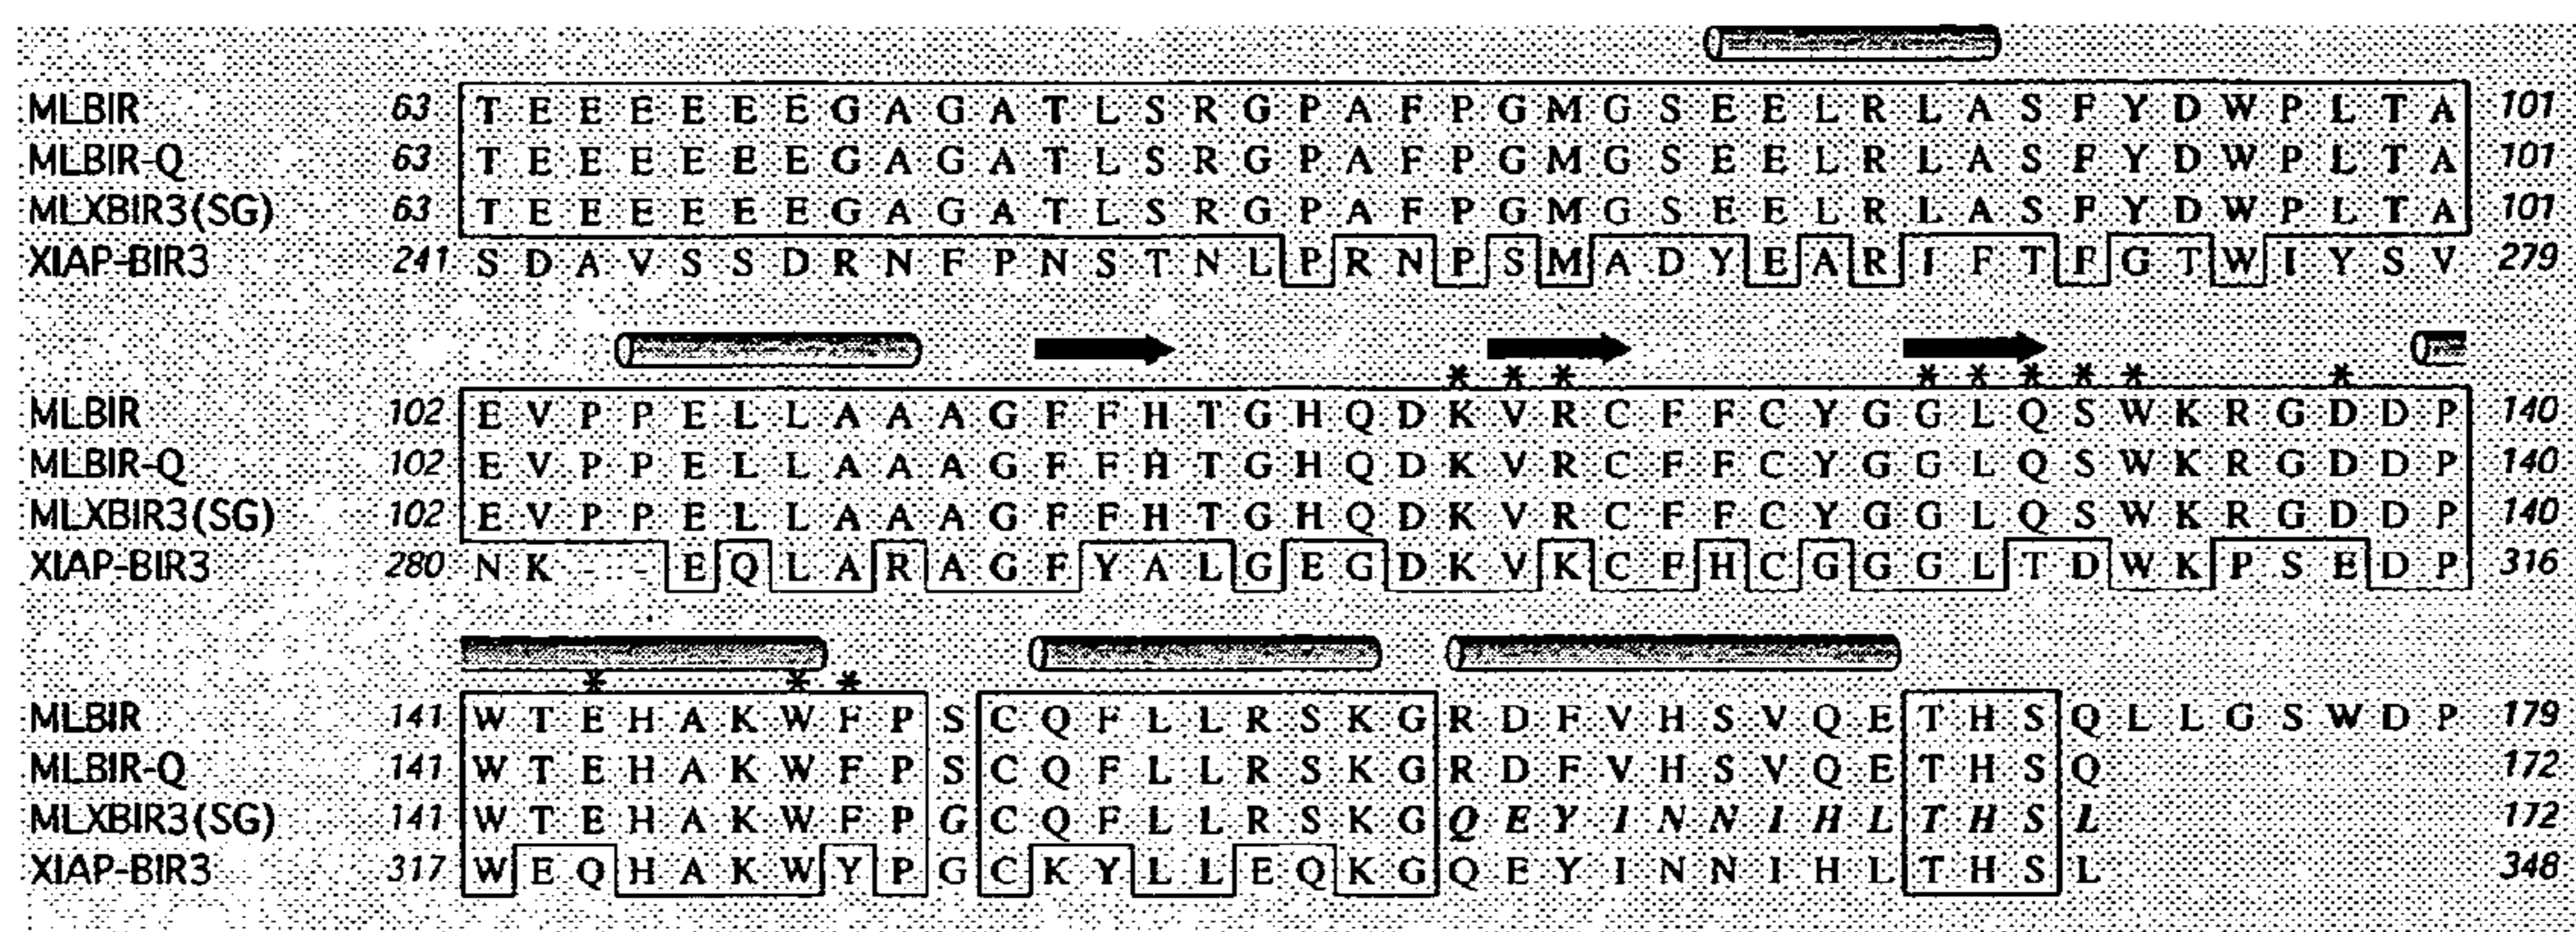 MLBIR 63 T E E E E E E G A G A T L S R G P A F P G M G S E E L R L A S F Y D W P L T A 101
MLBIR-Q 63 T E E E E E E G A G A T L S R G P A F P G M G S E E L R L A S F Y D W P L T A 101
MLXBIR3(SG) 63 T E E E E E E G A G A T L S R G P A F P G M G S E E L R L A S F Y D W P L T A 101
XIAP-BIR3 241 S D A V S S D R N F P N S T N L P R N P S M A D Y E A R I F T F G T W I Y S V 279
* * * * * * * * *
MLBIR 102 E V P P E L L A A A G F F H T G H Q D K V R C F F C Y G G L Q S W K R G D D P 140
MLBIR-Q 102 E V P P E L L A A A G F F H T G H Q D K V R C F F C Y G G L Q S W K R G D D P 140
MLXBIR3(SG) 102 E V P P E L L A A A G F F H T G H Q D K V R C F F C Y G G L Q S W K R G D D P 140
XIAP-BIR3 280 N K - - E Q L A R A G F Y A L G E G D K V K C F H C G G G L T D W K P S E D P 316
* * *
MLBIR 141 W T E H A K W F P S C Q F L L R S K G R D F V H S V Q E T H S Q L L G S W D P 179
MLBIR-Q 141 W T E H A K W F P S C Q F L L R S K G R D F V H S V Q E T H S Q 172
MLXBIR3(SG) 141 W T E H A K W F P G C Q F L L R S K G Q E Y I N N I H L T H S L 172
XIAP-BIR3 317 W E Q H A K W Y P G C K Y L L E Q K G Q E Y I N N I H L T H S L 348